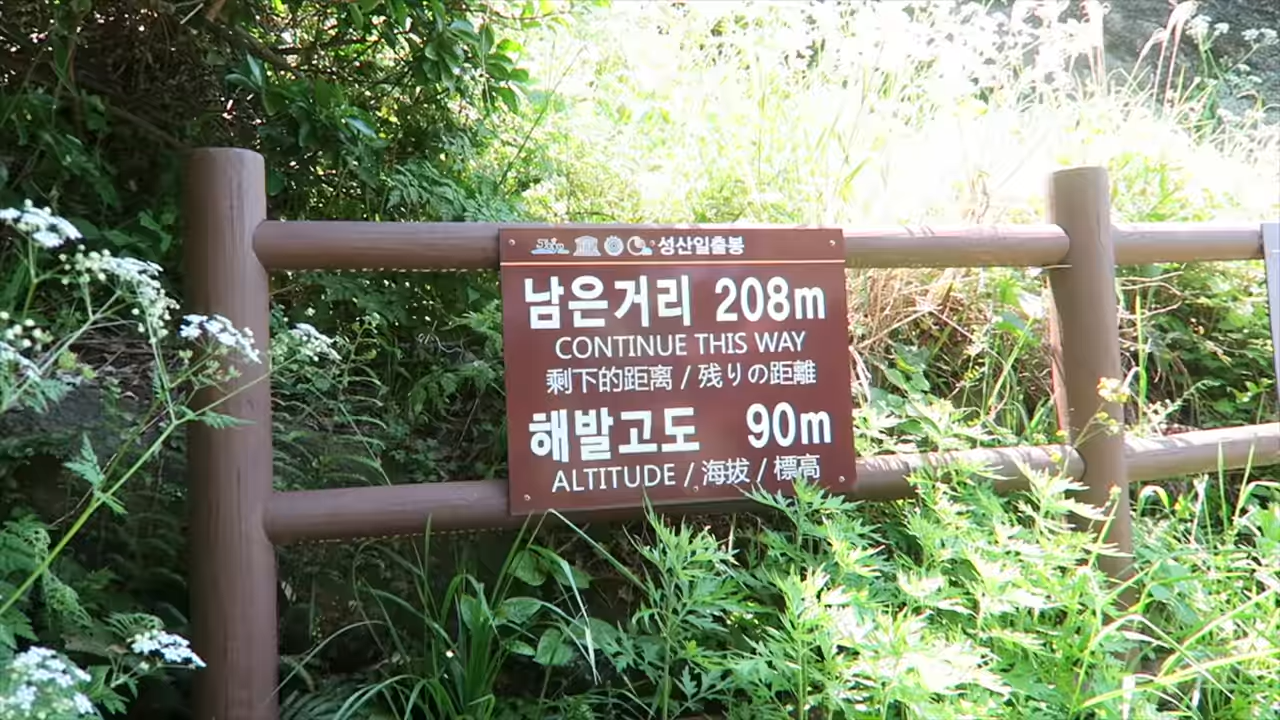 성산일출봉
남은거리 208m
CONTINUE THIS WAY
剩下的距离 / 残りの距離
해발고도 90m
ALTITUDE / 海拔 / 標高